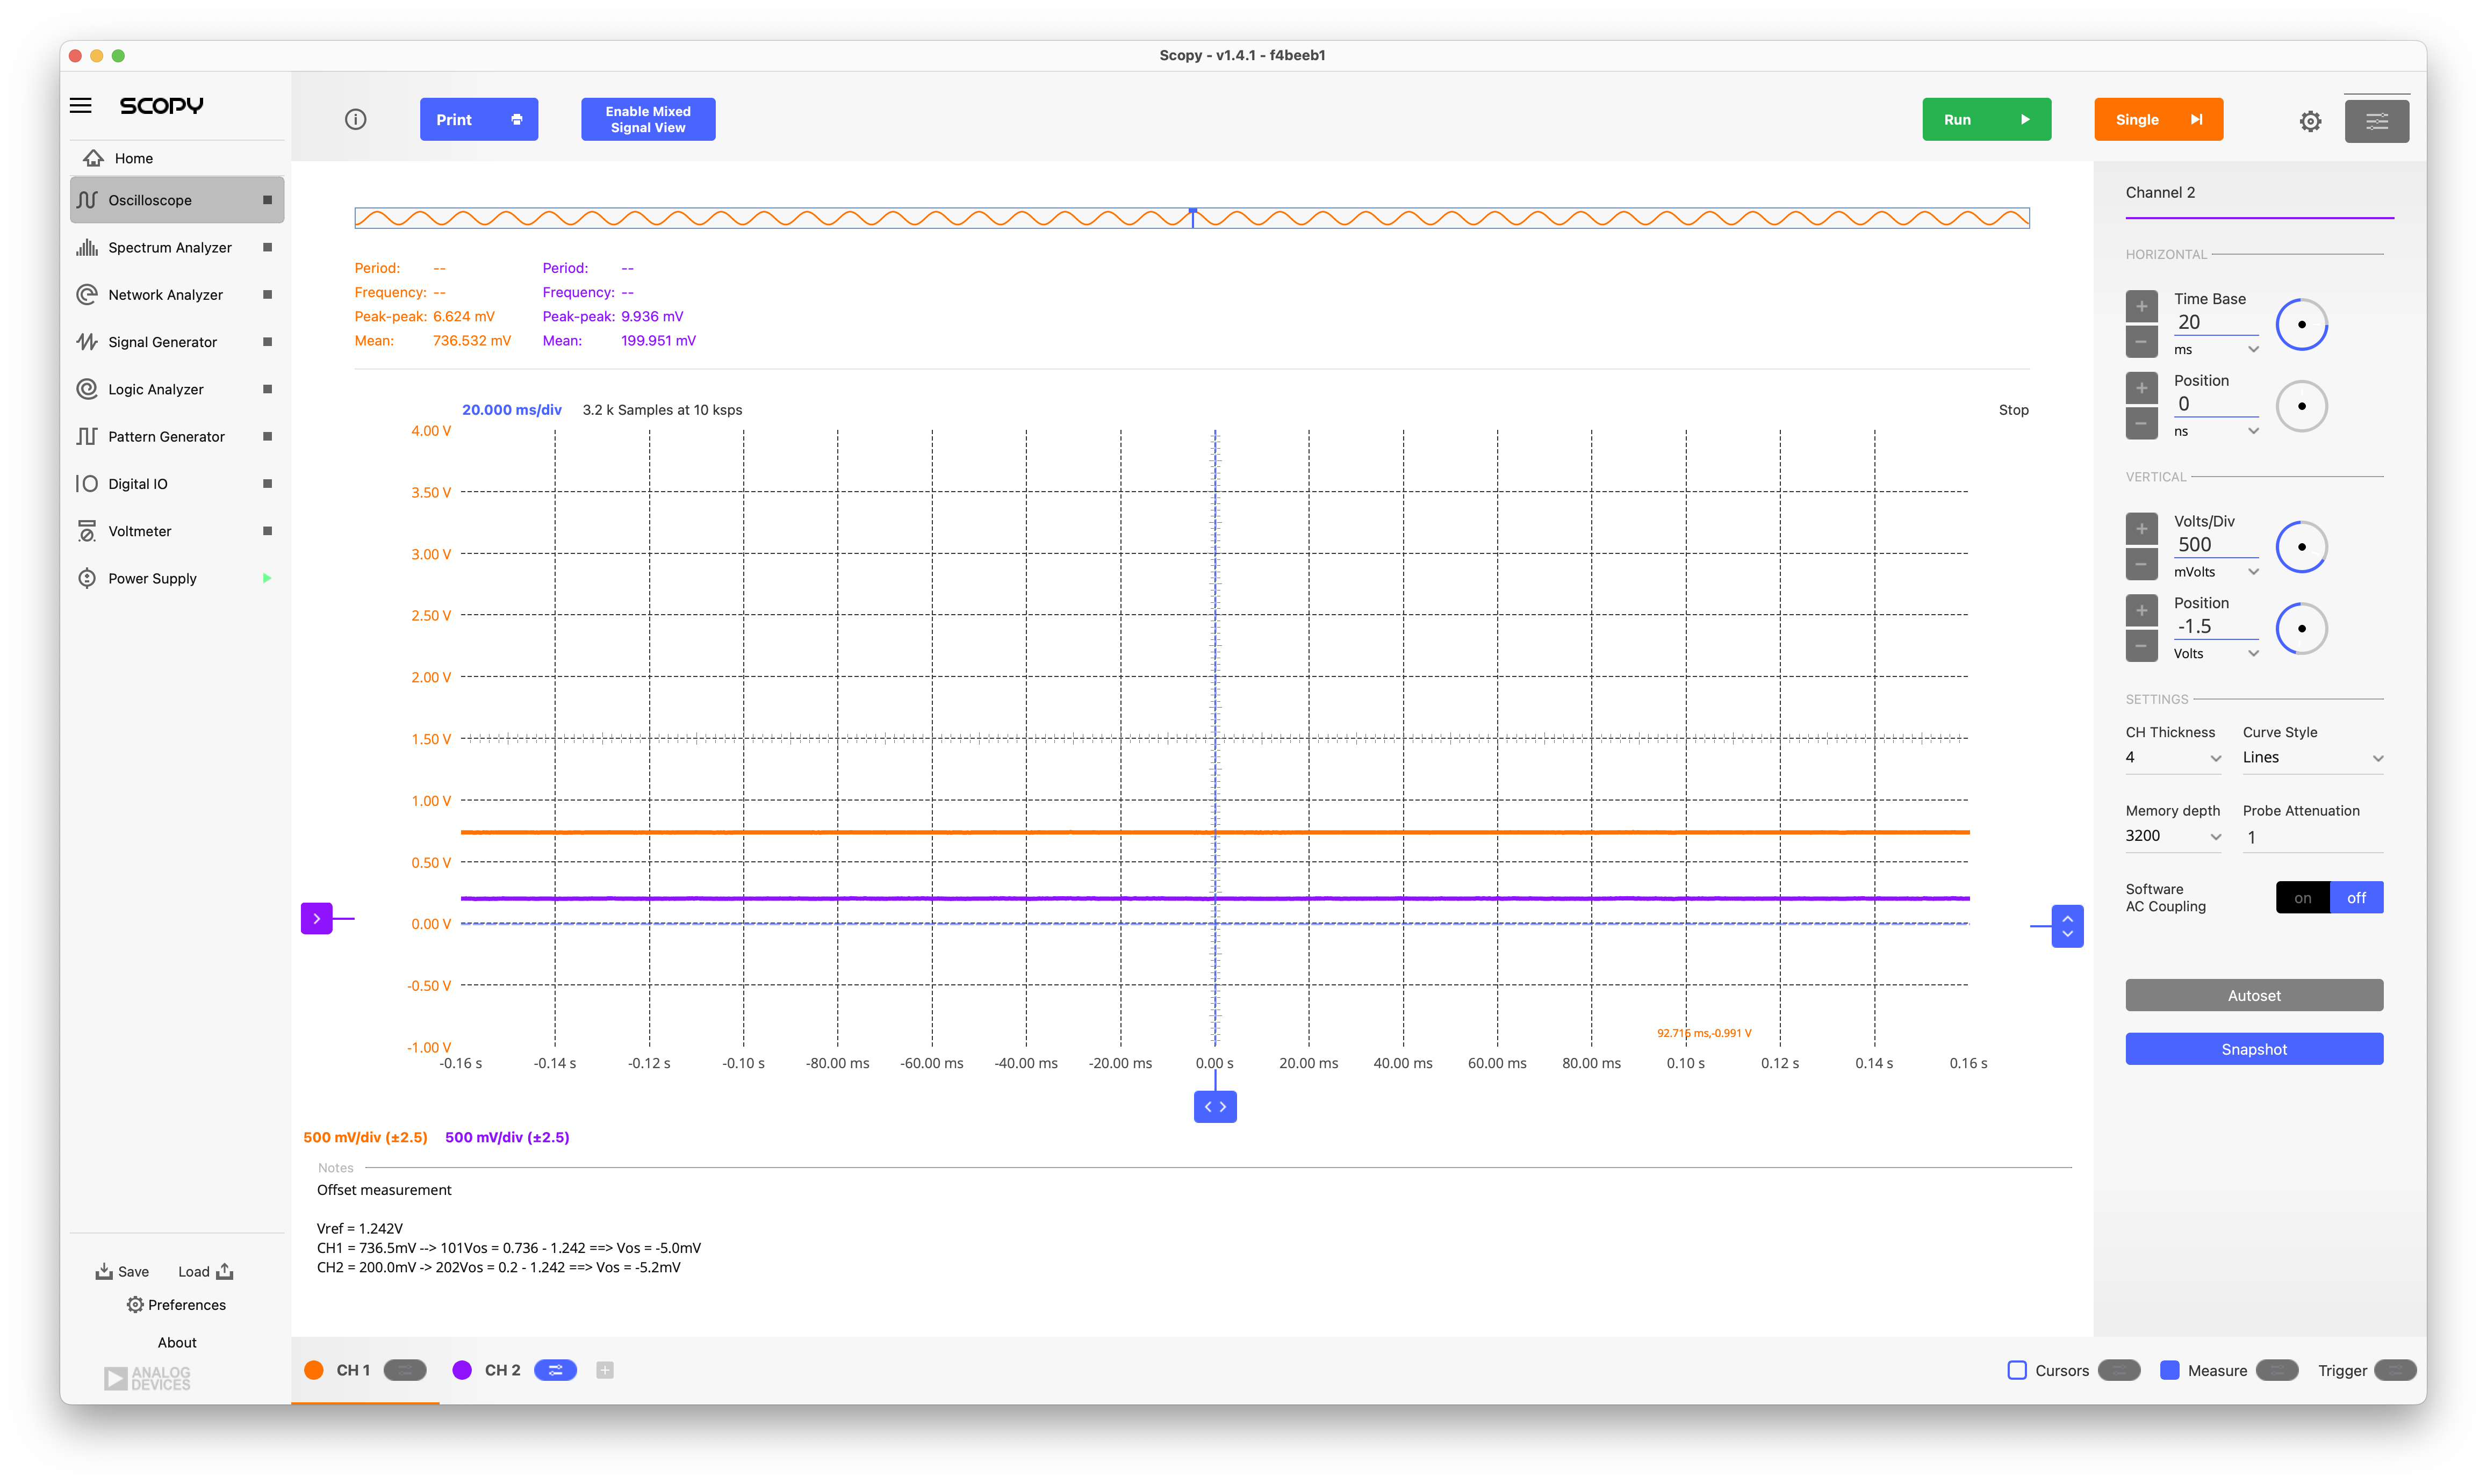 Scopy - v1.4.1 - f4beeb1
SCOPY
Home
Oscilloscope
Spectrum Analyzer
Network Analyzer
Signal Generator
Logic Analyzer
Pattern Generator
Digital IO
Voltmeter
Power Supply
Save Load
Preferences
About
ANALOG
DEVICES
Print
Enable Mixed
Signal View
Run
Single
Period: -- Period: --
Frequency: -- Frequency: --
Peak-peak: 6.624 mV Peak-peak: 9.936 mV
Mean: 736.532 mV Mean: 199.951 mV
20.000 ms/div 3.2 k Samples at 10 ksps Stop
4.00 V
3.50 V
3.00 V
2.50 V
2.00 V
1.50 V
1.00 V
0.50 V
0.00 V
-0.50 V
-1.00 V
92.716 ms,-0.991 V
-0.16 s -0.14 s -0.12 s -0.10 s -80.00 ms -60.00 ms -40.00 ms -20.00 ms 0.00 s 20.00 ms 40.00 ms 60.00 ms 80.00 ms 0.10 s 0.12 s 0.14 s 0.16 s
500 mV/div (±2.5) 500 mV/div (±2.5)
Notes
Offset measurement
Vref = 1.242V
CH1 = 736.5mV --> 101Vos = 0.736 - 1.242 ==> Vos = -5.0mV
CH2 = 200.0mV -> 202Vos = 0.2 - 1.242 ==> Vos = -5.2mV
Channel 2
HORIZONTAL
Time Base
20
ms
Position
0
ns
VERTICAL
Volts/Div
500
mVolts
Position
-1.5
Volts
SETTINGS
CH Thickness Curve Style
4 Lines
Memory depth Probe Attenuation
3200 1
Software
AC Coupling
on off
Autoset
Snapshot
CH 1 CH 2 Cursors Measure Trigger